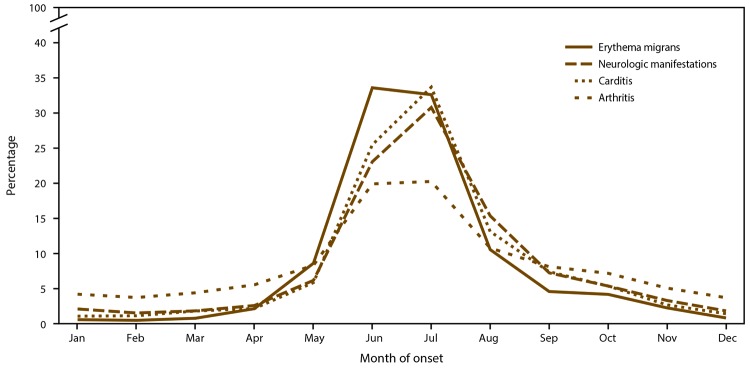 100
40
35
30
25
20
15
10
5
0
Percentage
Erythema migrans
Neurologic manifestations
Carditis
Arthritis
Jan Feb Mar Apr May Jun Jul Aug Sep Oct Nov Dec
Month of onset